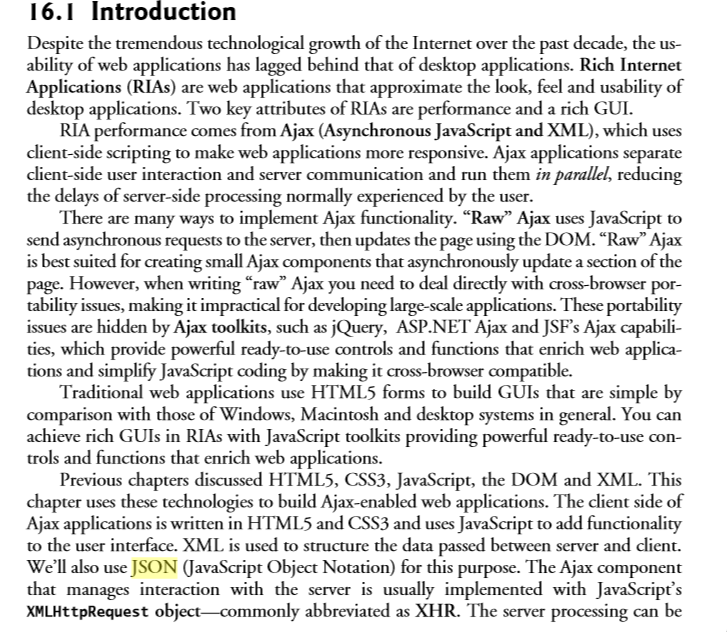 16.1 Introduction
Despite the tremendous technological growth of the Internet over the past decade, the us-
ability of web applications has lagged behind that of desktop applications. Rich Internet
Applications (RIAs) are web applications that approximate the look, feel and usability of
desktop applications. Two key attributes of RIAs are performance and a rich GUI.
RIA performance comes from Ajax (Asynchronous JavaScript and XML), which uses
client-side scripting to make web applications more responsive. Ajax applications separate
client-side user interaction and server communication and run them in parallel, reducing
the delays of server-side processing normally experienced by the user.
There are many ways to implement Ajax functionality. “Raw” Ajax uses JavaScript to
send asynchronous requests to the server, then updates the page using the DOM. “Raw” Ajax
is best suited for creating small Ajax components that asynchronously update a section of the
page. However, when writing “raw” Ajax you need to deal directly with cross-browser por-
tability issues, making it impractical for developing large-scale applications. These portability
issues are hidden by Ajax toolkits, such as jQuery, ASP.NET Ajax and JSF’s Ajax capabili-
ties, which provide powerful ready-to-use controls and functions that enrich web applica-
tions and simplify JavaScript coding by making it cross-browser compatible.
Traditional web applications use HTML5 forms to build GUIs that are simple by
comparison with those of Windows, Macintosh and desktop systems in general. You can
achieve rich GUIs in RIAs with JavaScript toolkits providing powerful ready-to-use con-
trols and functions that enrich web applications.
Previous chapters discussed HTML5, CSS3, JavaScript, the DOM and XML. This
chapter uses these technologies to build Ajax-enabled web applications. The client side of
Ajax applications is written in HTML5 and CSS3 and uses JavaScript to add functionality
to the user interface. XML is used to structure the data passed between server and client.
We’ll also use JSON (JavaScript Object Notation) for this purpose. The Ajax component
that manages interaction with the server is usually implemented with JavaScript’s
XMLHttpRequest object—commonly abbreviated as XHR. The server processing can be